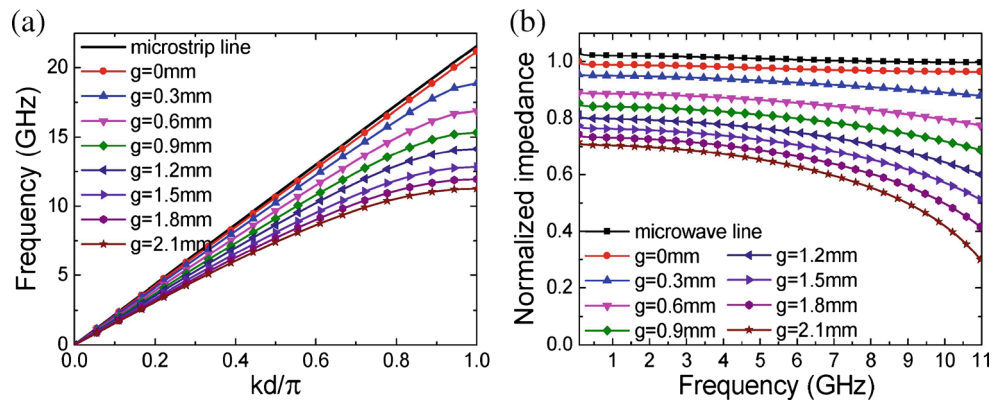 (a)
Frequency (GHz)
20
15
10
5
0
microstrip line
g=0mm
g=0.3mm
g=0.6mm
g=0.9mm
g=1.2mm
g=1.5mm
g=1.8mm
g=2.1mm
0.0 0.2 0.4 0.6 0.8 1.0
kd/π
(b)
Normalized impedance
1.0
0.8
0.6
0.4
0.2
0.0
microwave line
g=0mm
g=0.3mm
g=0.6mm
g=0.9mm
g=1.2mm
g=1.5mm
g=1.8mm
g=2.1mm
1 2 3 4 5 6 7 8 9 10 11
Frequency (GHz)